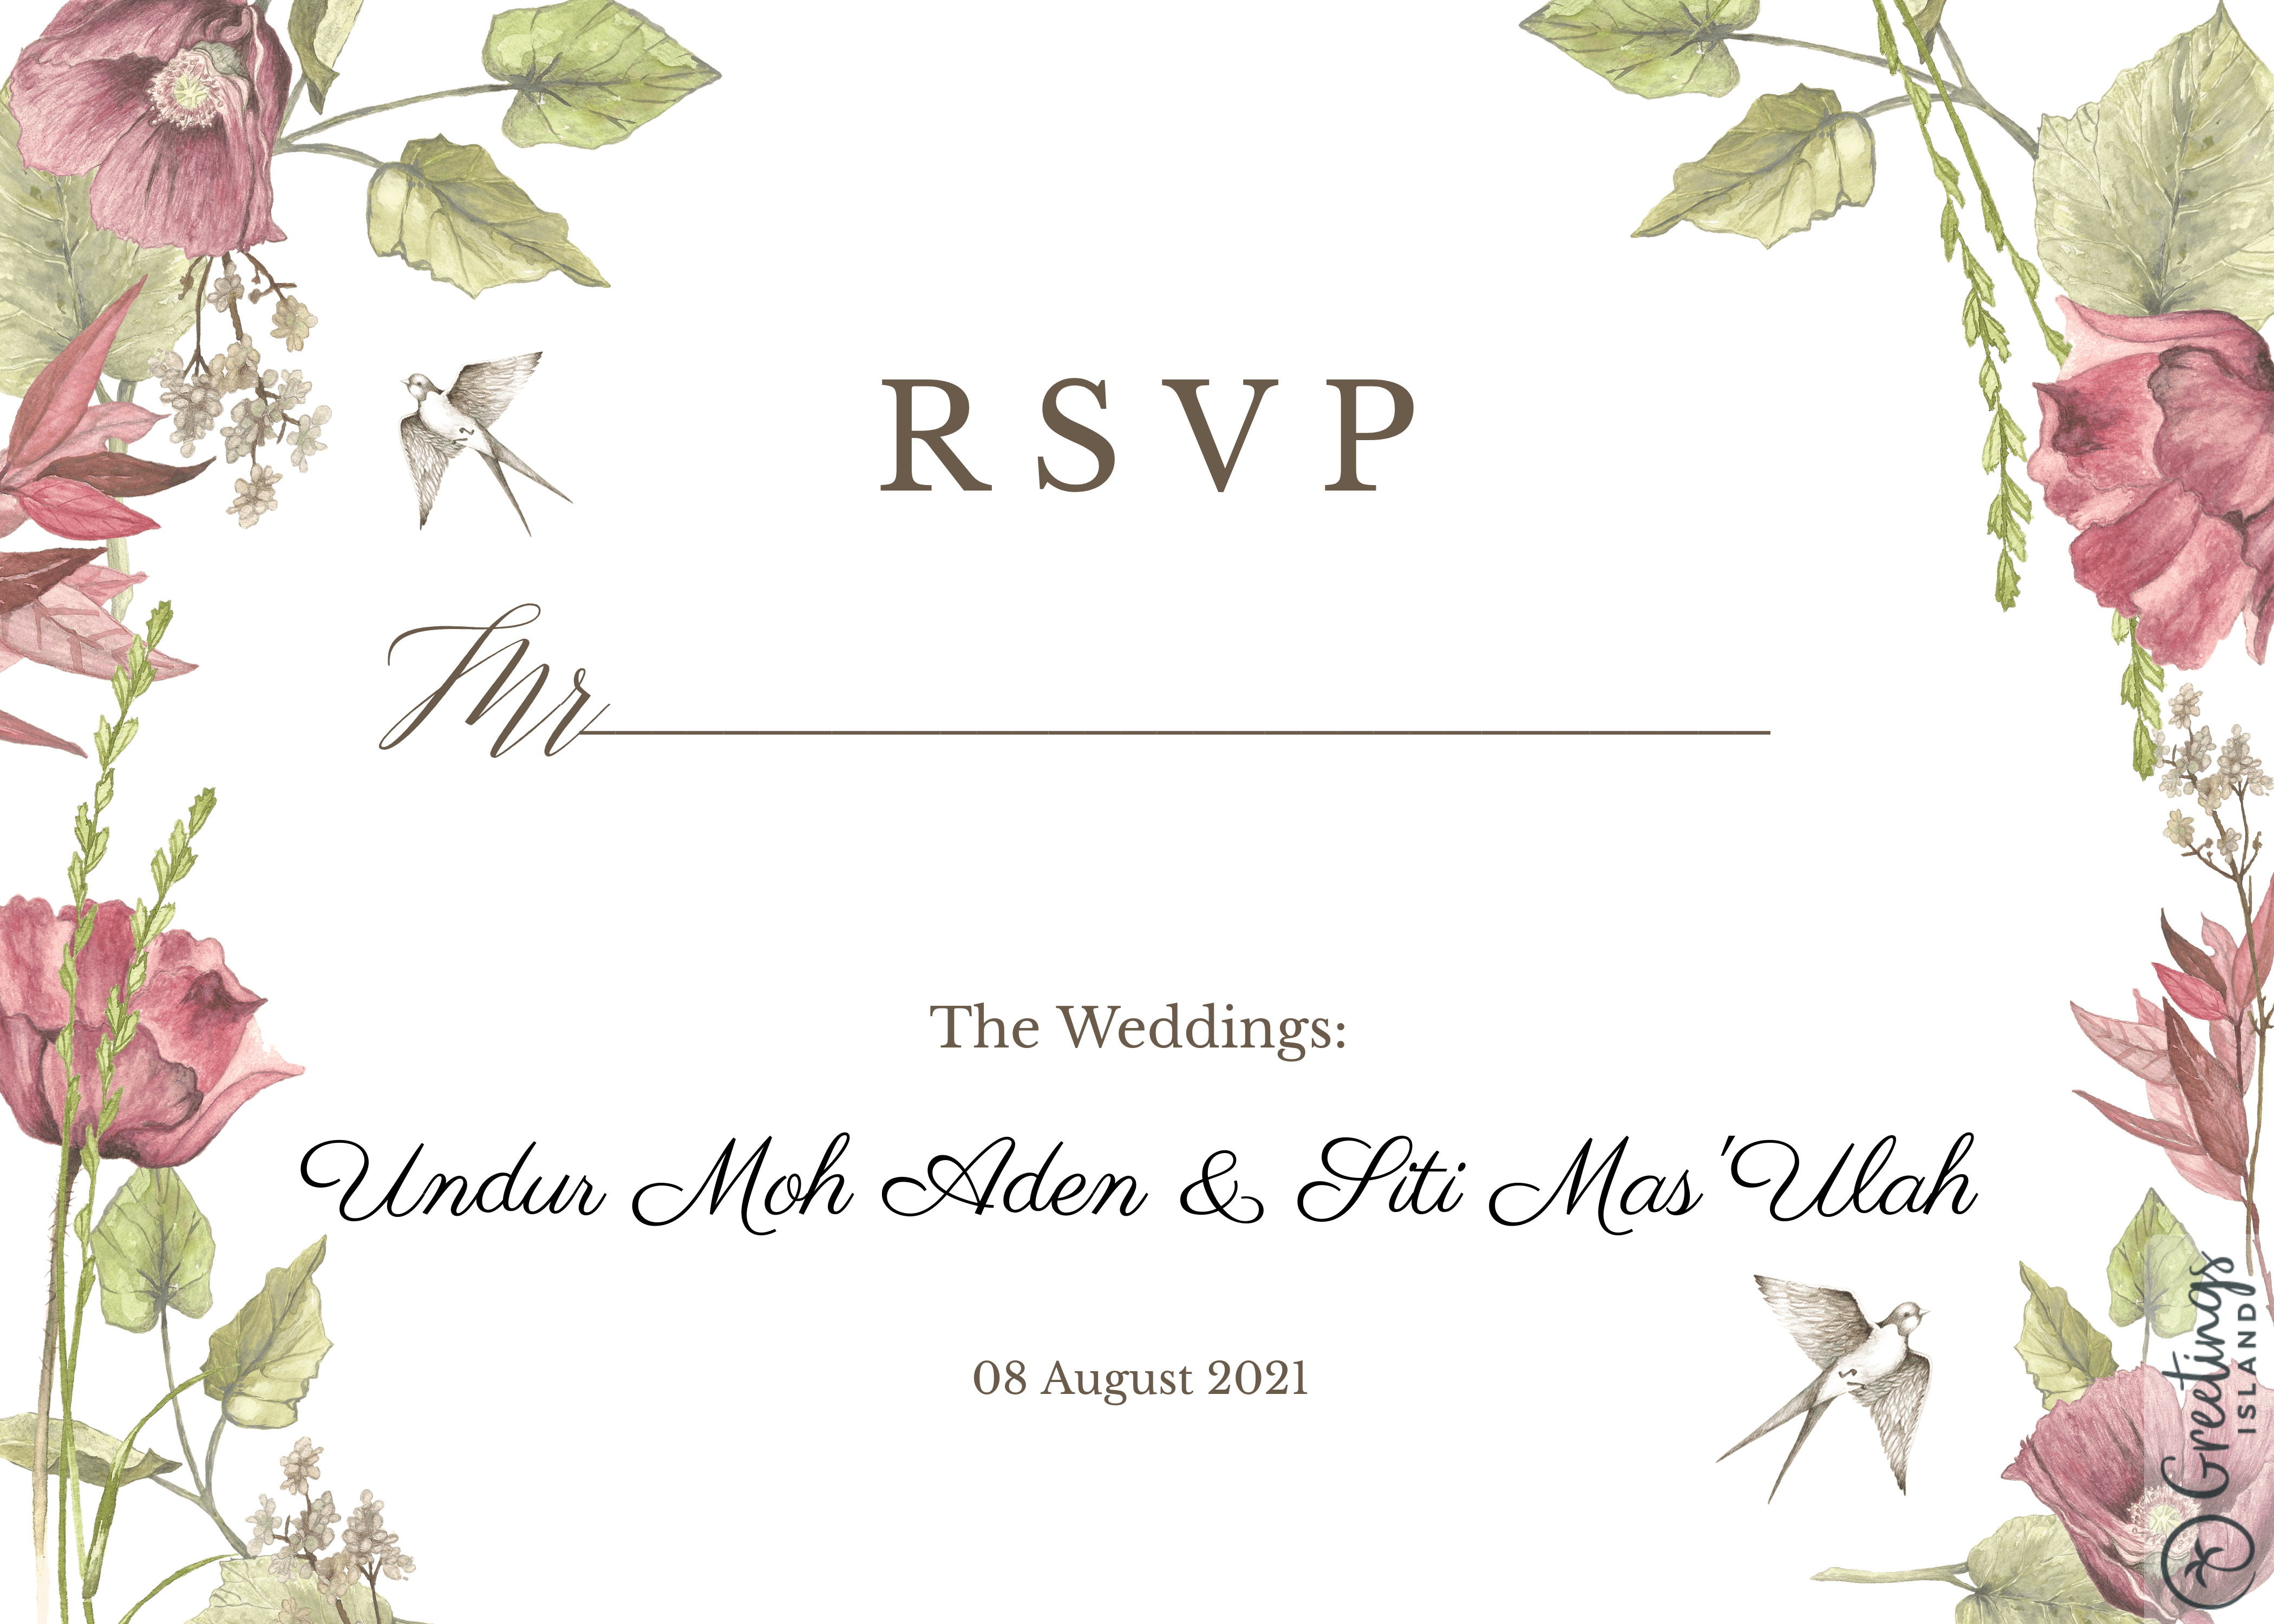 RSVP
Mr
The Weddings:
Undur Moh Aden & Siti Mas'Ulah
08 August 2021
Greetings
ISLAND